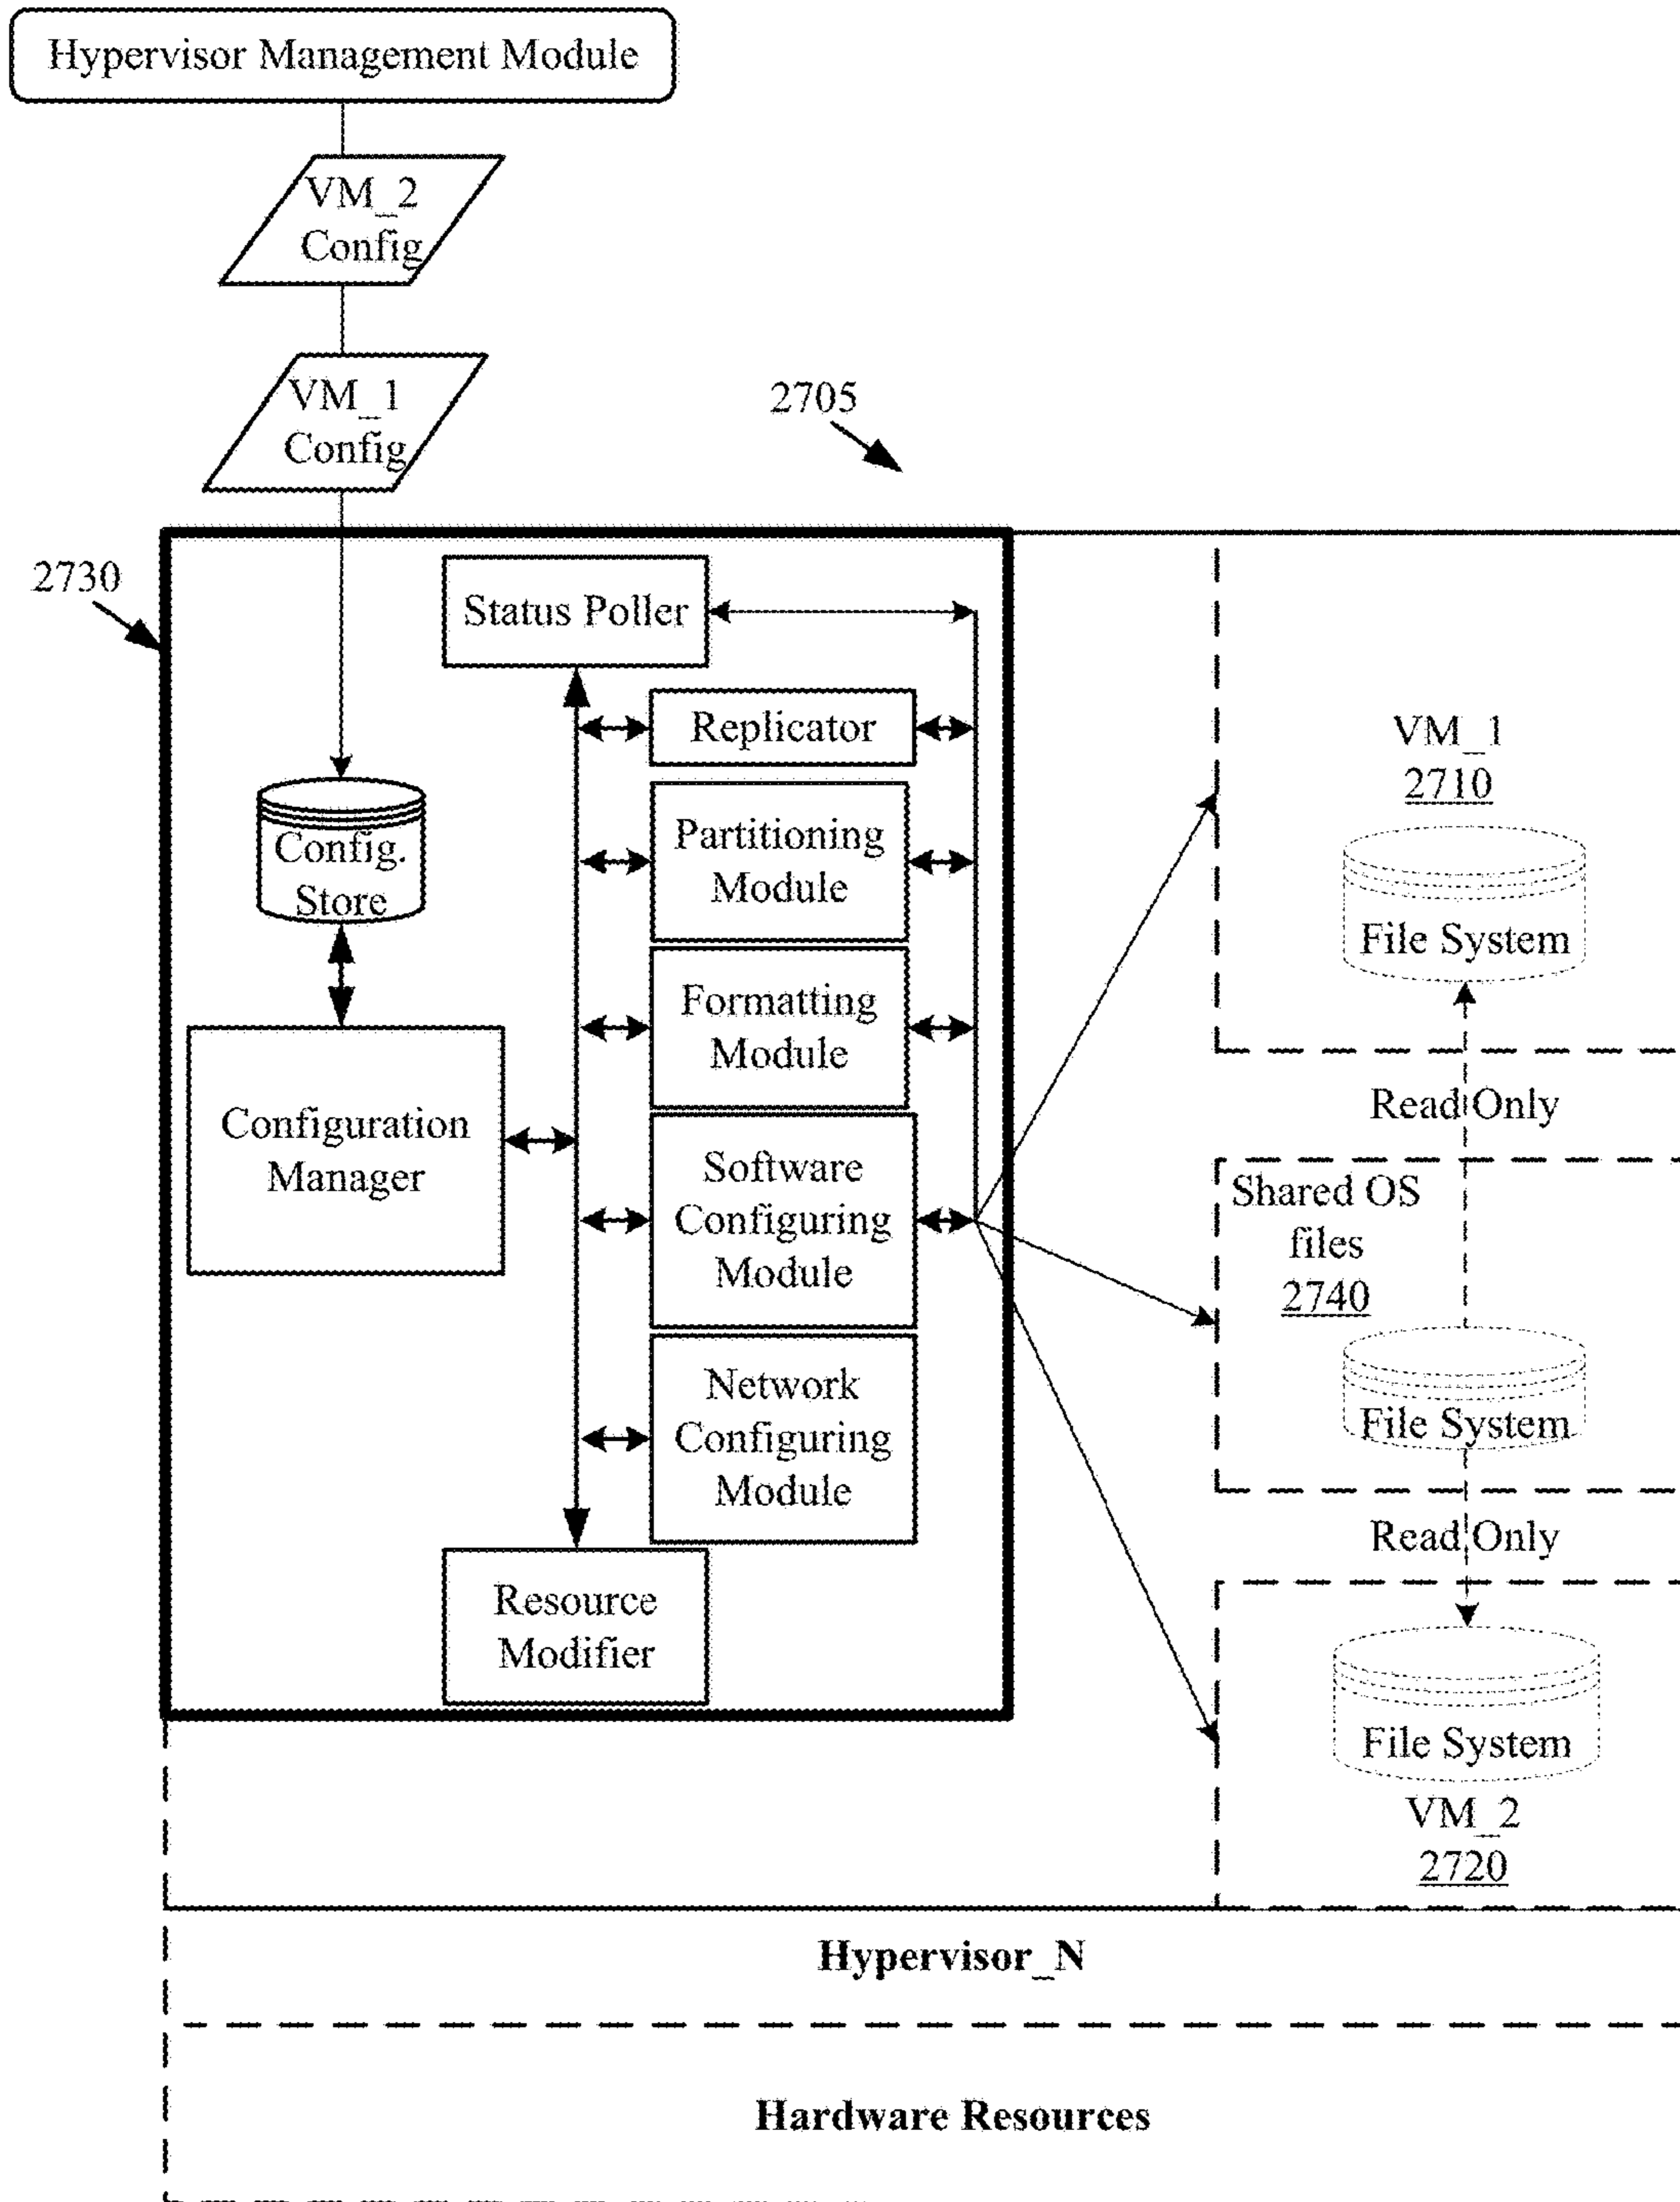 Hypervisor Management Module
VM_2
Config
VM_1
Config
2705
2730
Status Poller
Replicator
Partitioning
Module
Formatting
Module
Software
Configuring
Module
Network
Configuring
Module
Resource
Modifier
Config.
Store
Configuration
Manager
VM_1
2710
File System
Read Only
Shared OS
files
2740
File System
Read Only
File System
VM_2
2720
Hypervisor_N
Hardware Resources